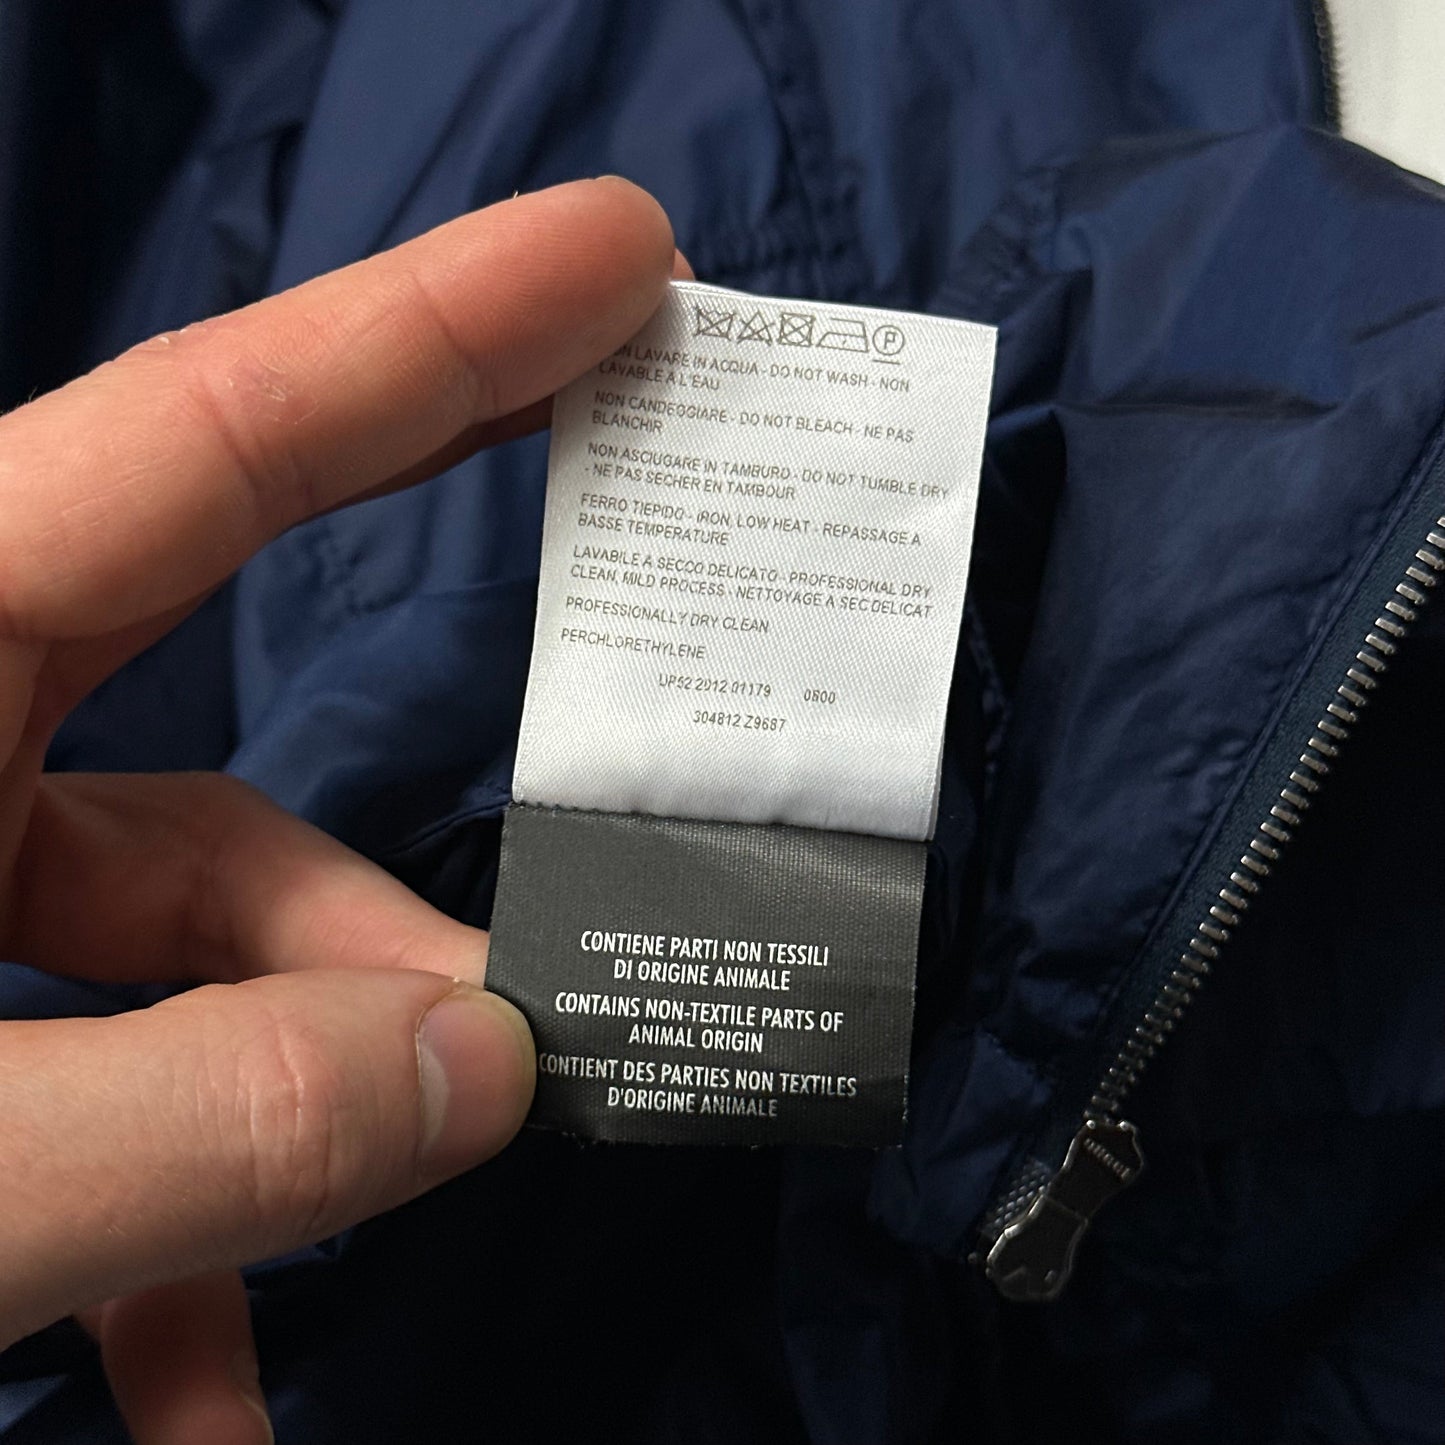 P
LAVARE IN ACQUA - DO NOT WASH - NON
LAVABLE À L'EAU
NON CANDEGGIARE - DO NOT BLEACH - NE PAS
BLANCHIR
NON ASCIUGARE IN TAMBURO - DO NOT TUMBLE DRY
- NE PAS SECHER EN TAMBOUR
FERRO TIEPIDO - IRON, LOW HEAT - REPASSAGE A
BASSE TEMPERATURE
LAVABILE A SECCO DELICATO - PROFESSIONAL DRY
CLEAN, MILD PROCESS - NETTOYAGE A SEC DELICAT
PROFESSIONALLY DRY CLEAN
PERCHLORETHYLENE
UP52 2012 01179 0800
304812 Z9687
CONTIENE PARTI NON TESSILI
DI ORIGINE ANIMALE
CONTAINS NON-TEXTILE PARTS OF
ANIMAL ORIGIN
CONTIENT DES PARTIES NON TEXTILES
D'ORIGINE ANIMALE